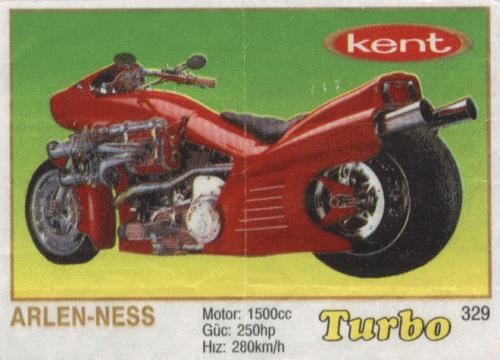 kent
ARLEN-NESS
Motor: 1500cc
Güc: 250hp
Hız: 280km/h
Turbo
329